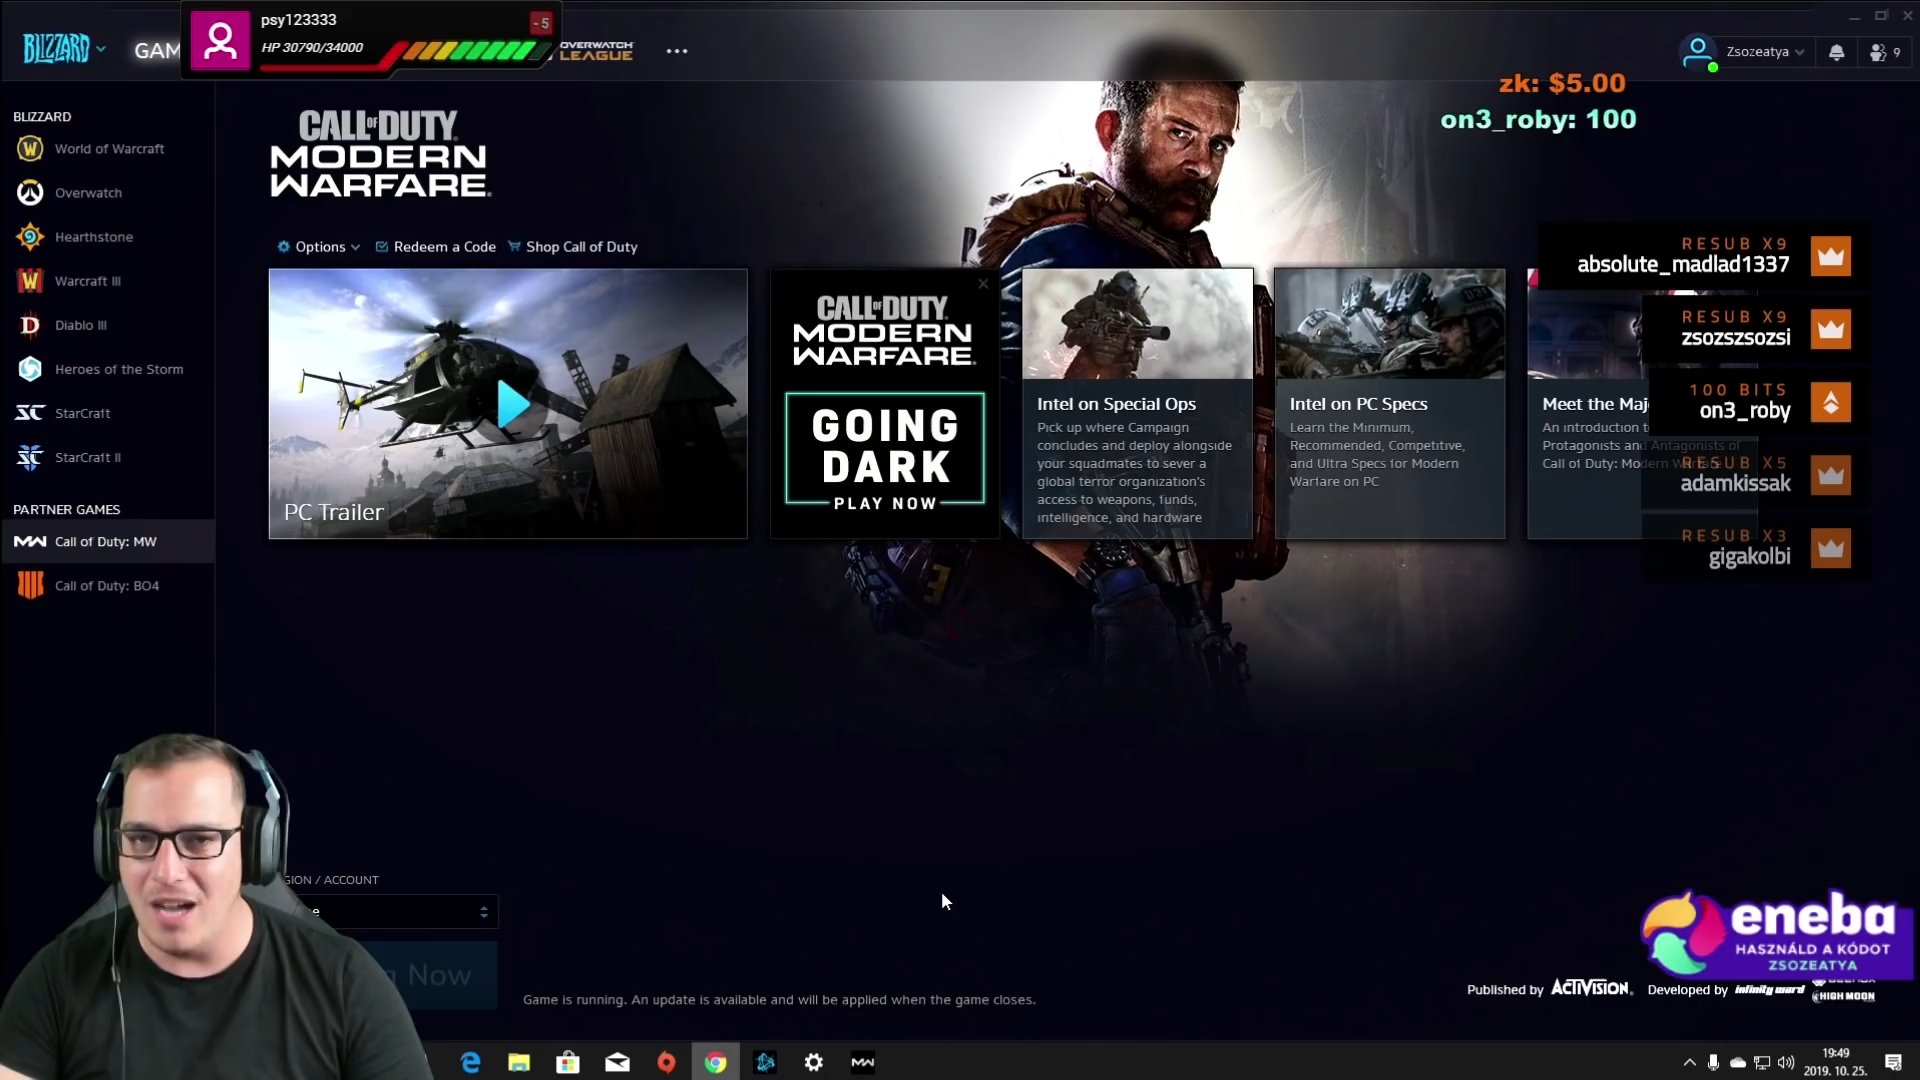 psy123333
-5
HP 30790/34000
BLIZZARD
GAM
OVERWATCH
LEAGUE
Zsozeatya
9
zk: $5.00
on3_roby: 100
BLIZZARD
World of Warcraft
Overwatch
Hearthstone
Warcraft III
Diablo III
Heroes of the Storm
StarCraft
StarCraft II
PARTNER GAMES
Call of Duty: MW
Call of Duty: BO4
CALL OF DUTY
MODERN
WARFARE
Options
Redeem a Code
Shop Call of Duty
PC Trailer
CALL OF DUTY
MODERN
WARFARE
GOING
DARK
PLAY NOW
Intel on Special Ops
Pick up where Campaign
concludes and deploy alongside
your squadmates to sever a
global terror organization's
access to weapons, funds,
intelligence, and hardware
Intel on PC Specs
Learn the Minimum,
Recommended, Competitive,
and Ultra Specs for Modern
Warfare on PC
Meet the Maj
An introduction t
Protagonists and Antagonists of
Call of Duty: Modern Warfare
RESUB X9
absolute_madlad1337
RESUB X9
zsozszsozsi
100 BITS
on3_roby
RESUB X5
adamkissak
RESUB X3
gigakolbi
GION / ACCOUNT
e
g Now
Game is running. An update is available and will be applied when the game closes.
eneba
HASZNÁLD A KÓDOT
ZSOZEATYA
Published by ACTIVISION.
Developed by infinity ward
HIGH MOON
19:49
2019. 10. 25.